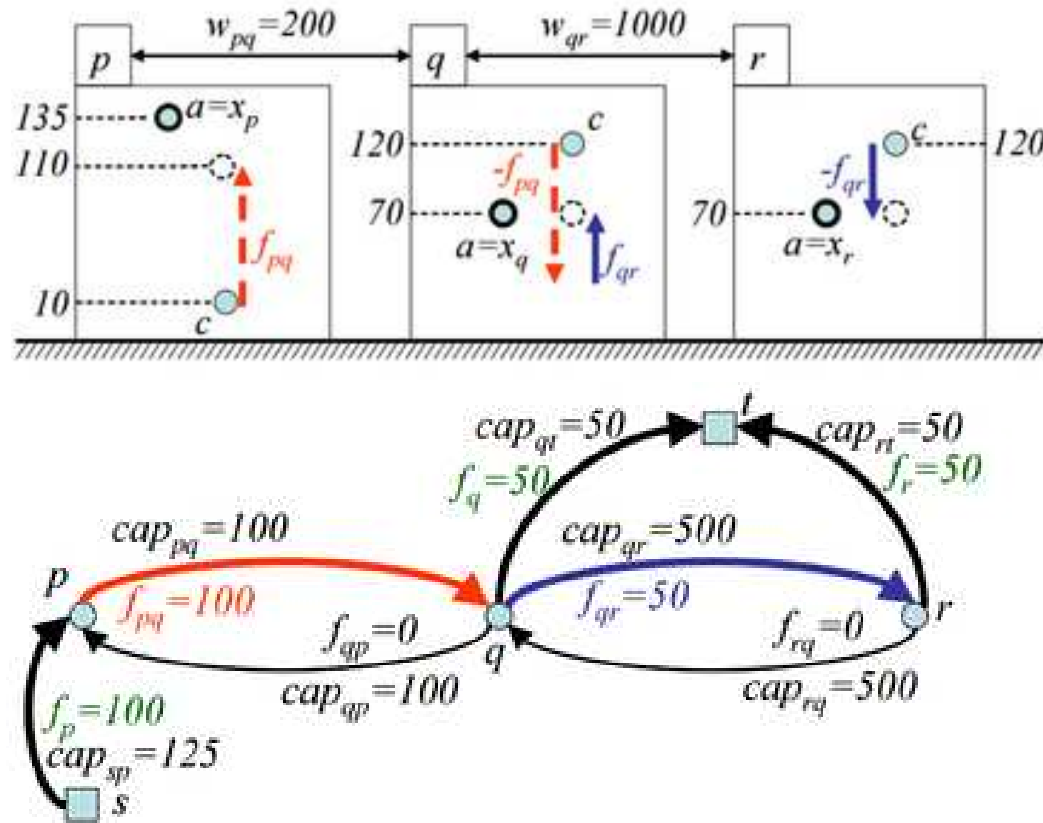 w_pq=200 w_qr=1000
p q r
135 a=x_p
110
f_pq
10
c
120 c
-f_pq
70
a=x_q
f_qr
c 120
-f_qr
70
a=x_r
t
cap_qt=50 cap_rt=50
f_q=50 f_r=50
cap_pq=100 cap_qr=500
p
f_pq=100 f_qr=50
f_qp=0 q f_rq=0 r
cap_qp=100 cap_rq=500
f_p=100
cap_sp=125
s